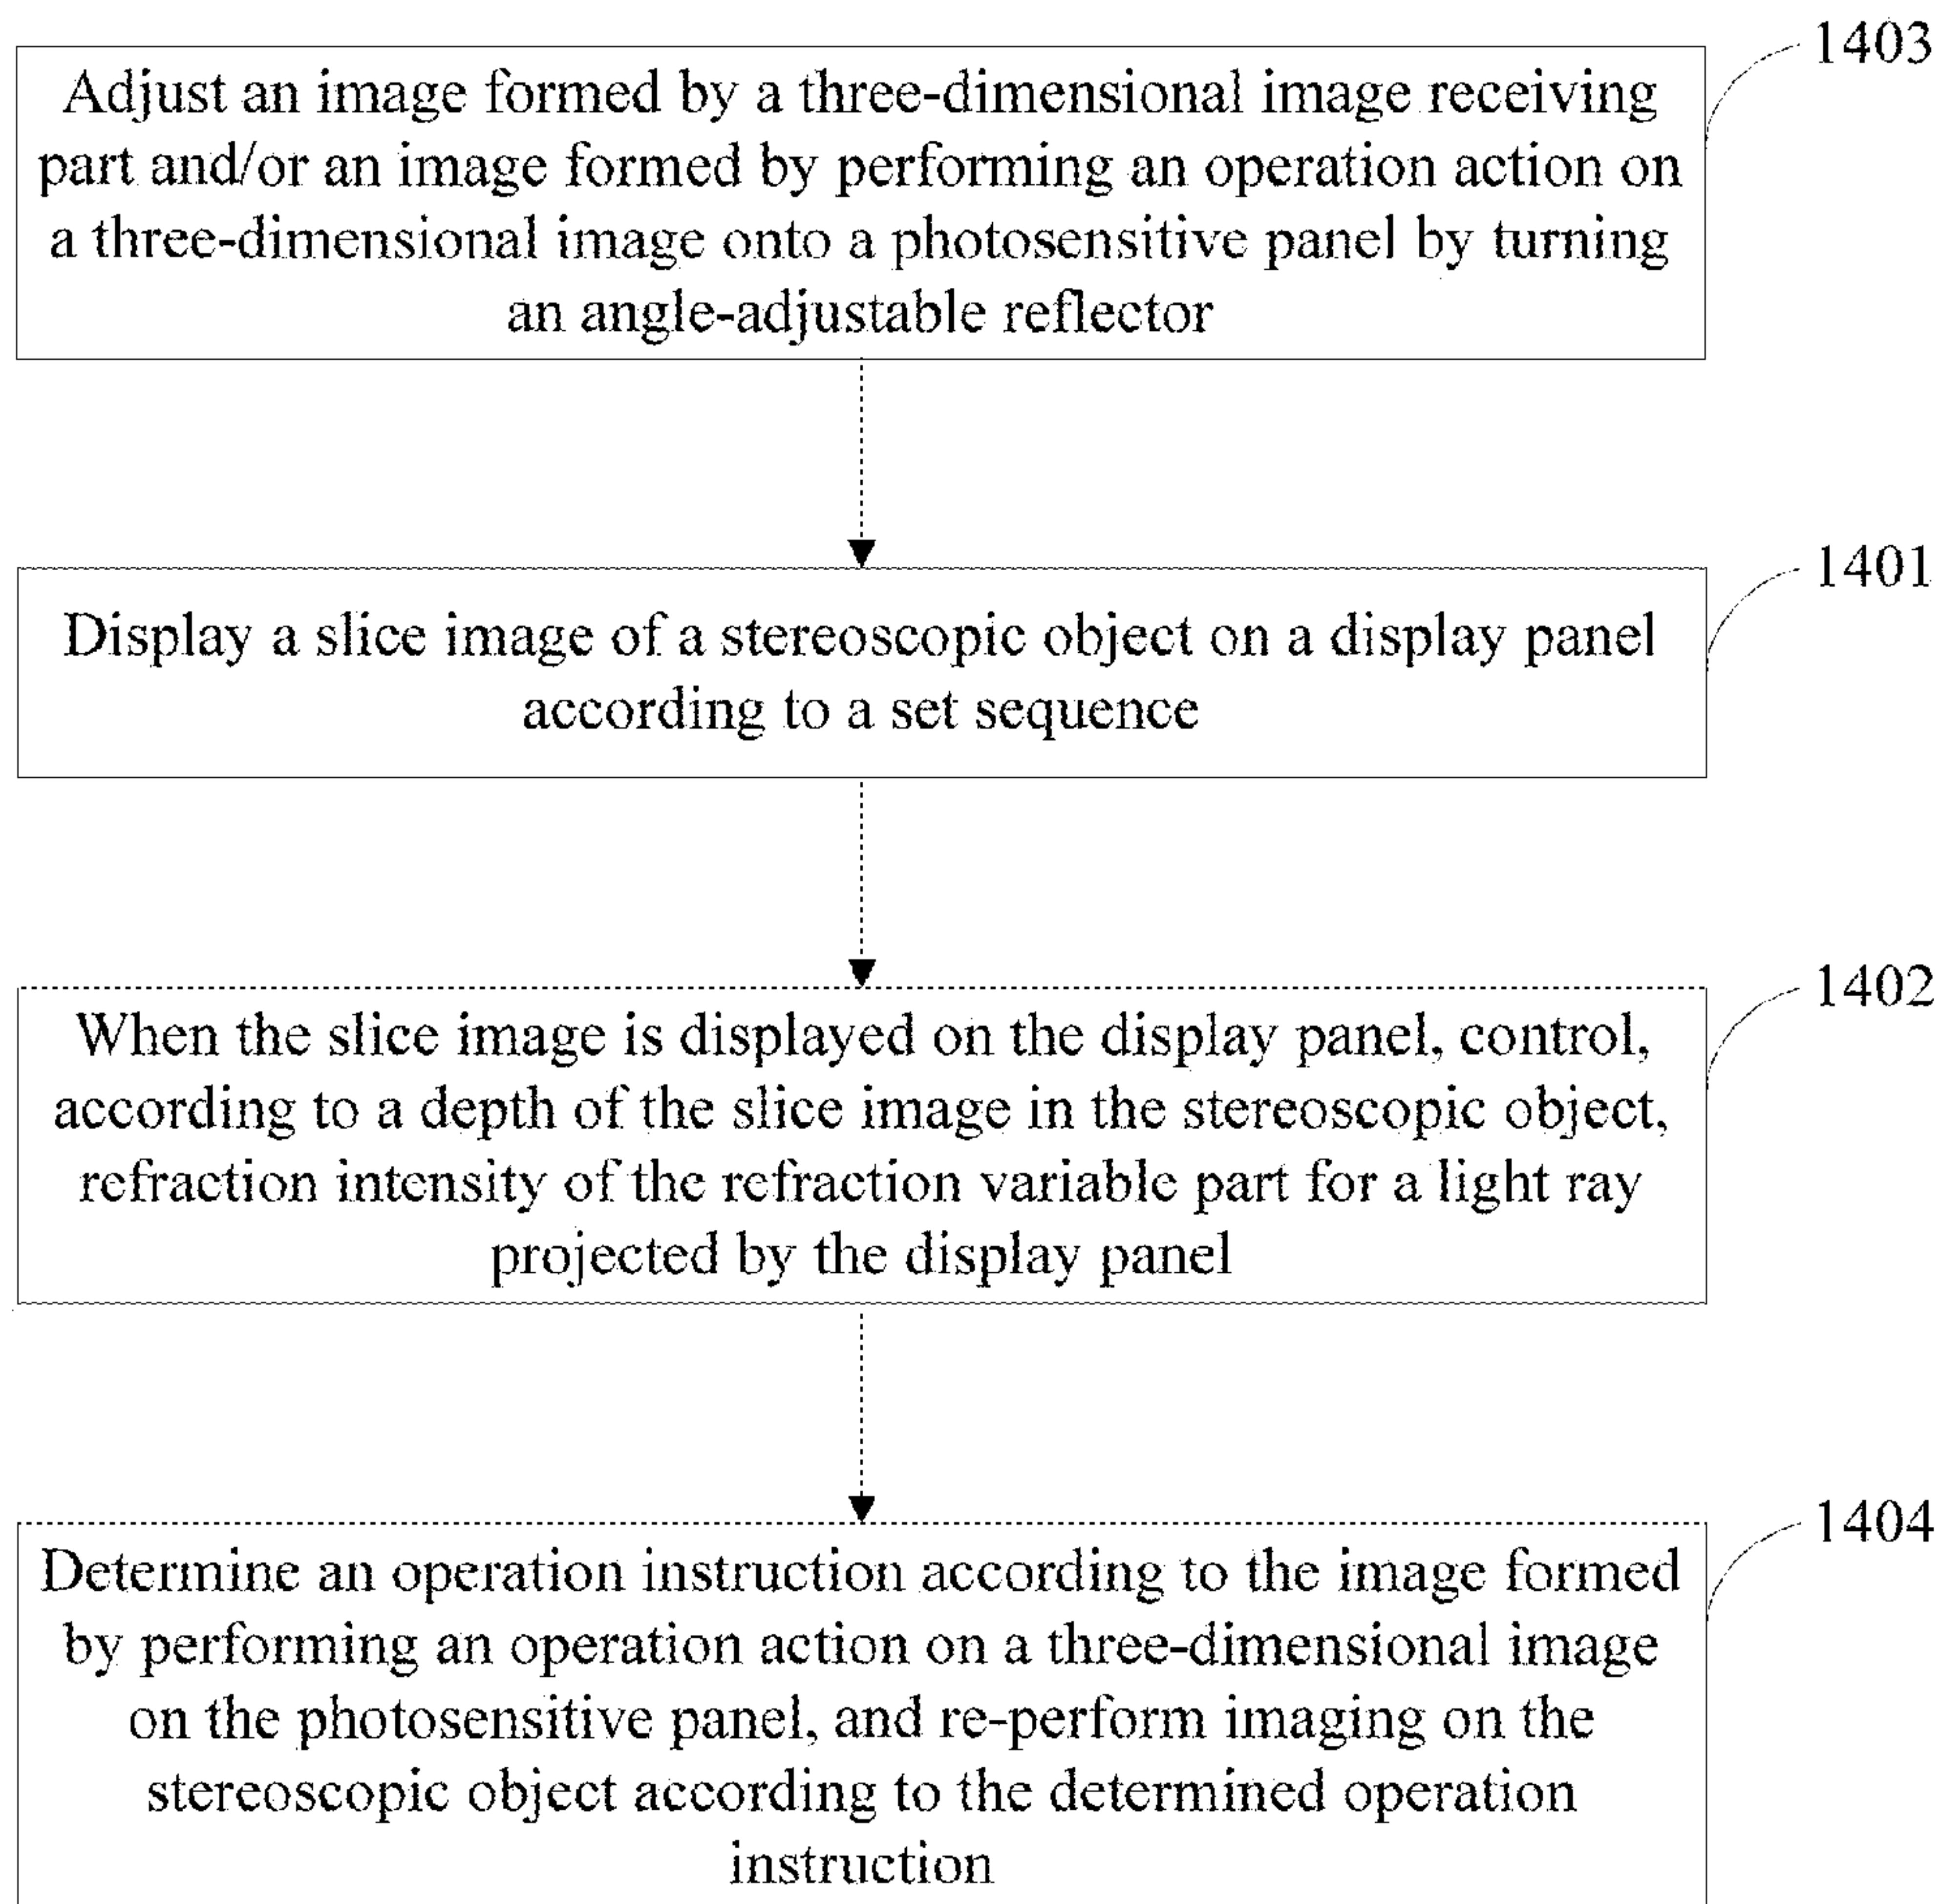 1403
Adjust an image formed by a three-dimensional image receiving
part and/or an image formed by performing an operation action on
a three-dimensional image onto a photosensitive panel by turning
an angle-adjustable reflector
1401
Display a slice image of a stereoscopic object on a display panel
according to a set sequence
1402
When the slice image is displayed on the display panel, control,
according to a depth of the slice image in the stereoscopic object,
refraction intensity of the refraction variable part for a light ray
projected by the display panel
1404
Determine an operation instruction according to the image formed
by performing an operation action on a three-dimensional image
on the photosensitive panel, and re-perform imaging on the
stereoscopic object according to the determined operation
instruction